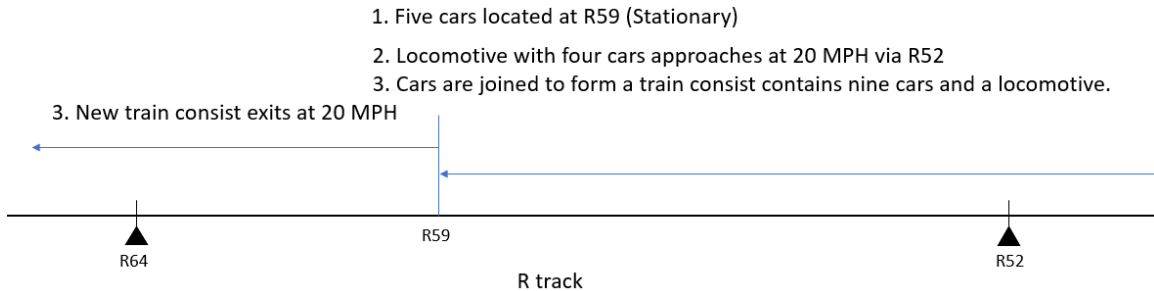 1. Five cars located at R59 (Stationary)
2. Locomotive with four cars approaches at 20 MPH via R52
3. Cars are joined to form a train consist contains nine cars and a locomotive.
3. New train consist exits at 20 MPH
R64
R59
R52
R track